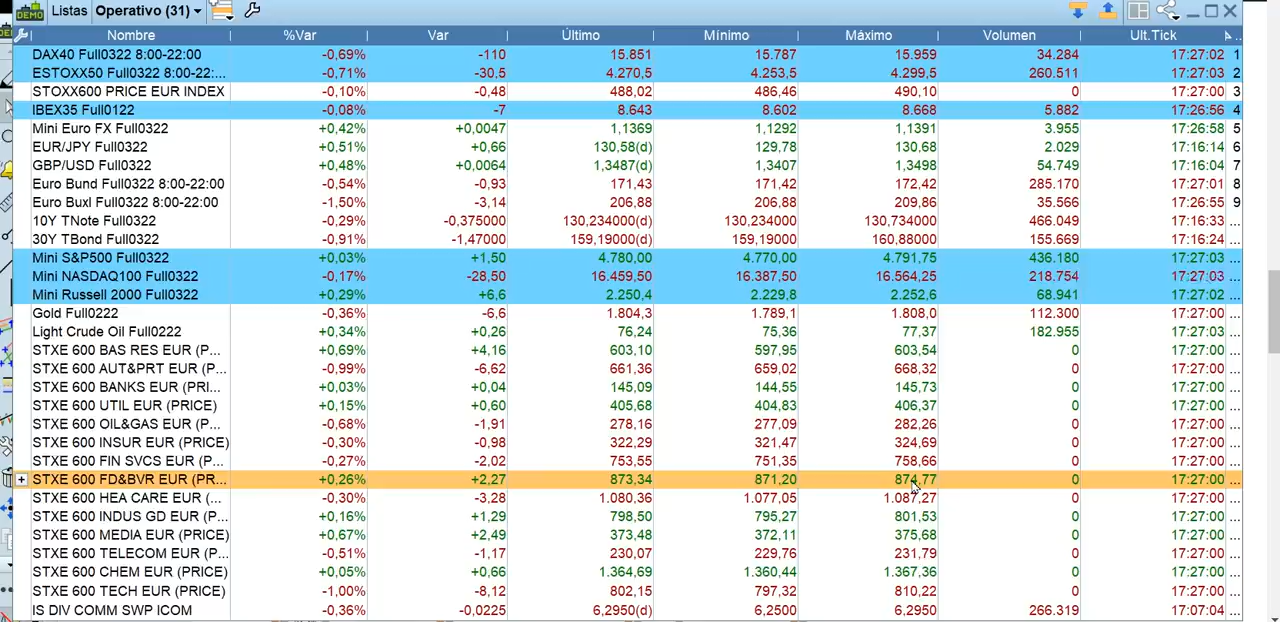 DEMO Listas Operativo (31)
Nombre %Var Var Último Mínimo Máximo Volumen Ult.Tick
DAX40 Full0322 8:00-22:00 -0,69% -110 15.851 15.787 15.959 34.284 17:27:02 1
ESTOXX50 Full0322 8:00-22:... -0,71% -30,5 4.270,5 4.253,5 4.299,5 260.511 17:27:03 2
STOXX600 PRICE EUR INDEX -0,10% -0,48 488,02 486,46 490,10 0 17:27:00 3
IBEX35 Full0122 -0,08% -7 8.643 8.602 8.668 5.882 17:26:56 4
Mini Euro FX Full0322 +0,42% +0,0047 1,1369 1,1292 1,1391 3.955 17:26:58 5
EUR/JPY Full0322 +0,51% +0,66 130,58(d) 129,78 130,68 2.029 17:16:14 6
GBP/USD Full0322 +0,48% +0,0064 1,3487(d) 1,3407 1,3498 54.749 17:16:04 7
Euro Bund Full0322 8:00-22:00 -0,54% -0,93 171,43 171,42 172,42 285.170 17:27:01 8
Euro Buxl Full0322 8:00-22:00 -1,50% -3,14 206,88 206,88 209,86 35.566 17:26:55 9
10Y TNote Full0322 -0,29% -0,375000 130,234000(d) 130,234000 130,734000 466.049 17:16:33 ...
30Y TBond Full0322 -0,91% -1,47000 159,19000(d) 159,19000 160,88000 155.669 17:16:24 ...
Mini S&P500 Full0322 +0,03% +1,50 4.780,00 4.770,00 4.791,75 436.180 17:27:03 ...
Mini NASDAQ100 Full0322 -0,17% -28,50 16.459,50 16.387,50 16.564,25 218.754 17:27:03 ...
Mini Russell 2000 Full0322 +0,29% +6,6 2.250,4 2.229,8 2.252,6 68.941 17:27:02 ...
Gold Full0222 -0,36% -6,6 1.804,3 1.789,1 1.808,0 112.300 17:27:00 ...
Light Crude Oil Full0222 +0,34% +0,26 76,24 75,36 77,37 182.955 17:27:03 ...
STXE 600 BAS RES EUR (P... +0,69% +4,16 603,10 597,95 603,54 0 17:27:00 ...
STXE 600 AUT&PRT EUR (P... -0,99% -6,62 661,36 659,02 668,32 0 17:27:00 ...
STXE 600 BANKS EUR (PRI... +0,03% +0,04 145,09 144,55 145,73 0 17:27:00 ...
STXE 600 UTIL EUR (PRICE) +0,15% +0,60 405,68 404,83 406,37 0 17:27:00 ...
STXE 600 OIL&GAS EUR (P... -0,68% -1,91 278,16 277,09 282,26 0 17:27:00 ...
STXE 600 INSUR EUR (PRICE) -0,30% -0,98 322,29 321,47 324,69 0 17:27:00 ...
STXE 600 FIN SVCS EUR (P... -0,27% -2,02 753,55 751,35 758,66 0 17:27:00 ...
STXE 600 FD&BVR EUR (PR... +0,26% +2,27 873,34 871,20 874,77 0 17:27:00 ...
STXE 600 HEA CARE EUR (... -0,30% -3,28 1.080,36 1.077,05 1.087,27 0 17:27:00 ...
STXE 600 INDUS GD EUR (P... +0,16% +1,29 798,50 795,27 801,53 0 17:27:00 ...
STXE 600 MEDIA EUR (PRICE) +0,67% +2,49 373,48 372,11 375,68 0 17:27:00 ...
STXE 600 TELECOM EUR (P... -0,51% -1,17 230,07 229,76 231,79 0 17:27:00 ...
STXE 600 CHEM EUR (PRICE) +0,05% +0,66 1.364,69 1.360,44 1.367,36 0 17:27:00 ...
STXE 600 TECH EUR (PRICE) -1,00% -8,12 802,15 797,32 810,22 0 17:27:00 ...
IS DIV COMM SWP ICOM -0,36% -0,0225 6,2950(d) 6,2500 6,2950 266.319 17:07:04 ...